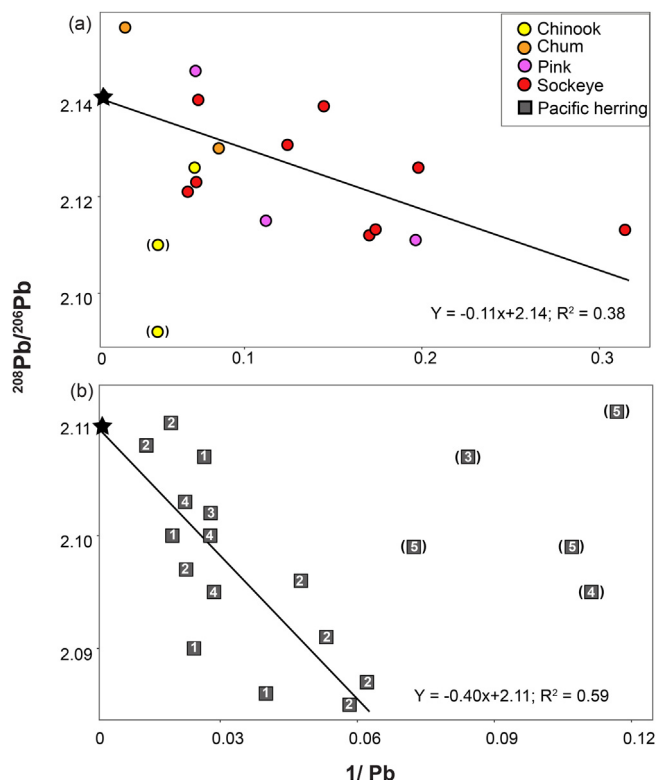 (a)
Chinook
Chum
Pink
Sockeye
Pacific herring
2.14
2.12
2.10
( )
( )
Y = -0.11x+2.14; R² = 0.38
0 0.1 0.2 0.3
²⁰⁸Pb/²⁰⁶Pb
(b)
2.11
2.10
2.09
2
(5)
2
1
(3)
4
2
1
4
(5)
(5)
2
2
4
(4)
2
1
2
1
2
Y = -0.40x+2.11; R² = 0.59
0 0.03 0.06 0.09 0.12
1/ Pb